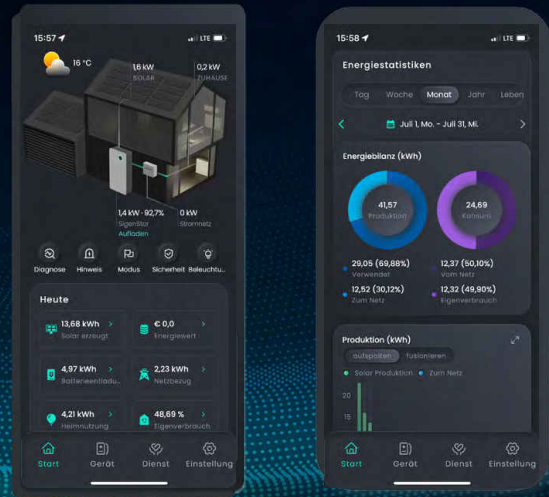 15:57
LTE
16 °C
1,6 kW
SOLAR
0,2 kW
ZUHAUSE
1,4 kW · 92,7%
SigenStor
Aufladen
0 kW
Stromnetz
Diagnose
Hinweis
Modus
Sicherheit
Beleuchtu...
Heute
13,68 kWh
Solar erzeugt
€ 0,0
Energiewert
4,97 kWh
Batterieentladu...
2,23 kWh
Netzbezug
4,21 kWh
Heimnutzung
48,69 %
Eigenverbrauch
Start
Gerät
Dienst
Einstellung
15:58
LTE
Energiestatistiken
Tag
Woche
Monat
Jahr
Leben
Juli 1, Mo. - Juli 31, Mi.
Energiebilanz (kWh)
41,57
Produktion
24,69
Konsum
29,05 (69,88%)
Verwendet
12,37 (50,10%)
Vom Netz
12,52 (30,12%)
Zum Netz
12,32 (49,90%)
Eigenverbrauch
Produktion (kWh)
aufspalten
fusionieren
Solar Produktion
Zum Netz
20
15
Start
Gerät
Dienst
Einstellung